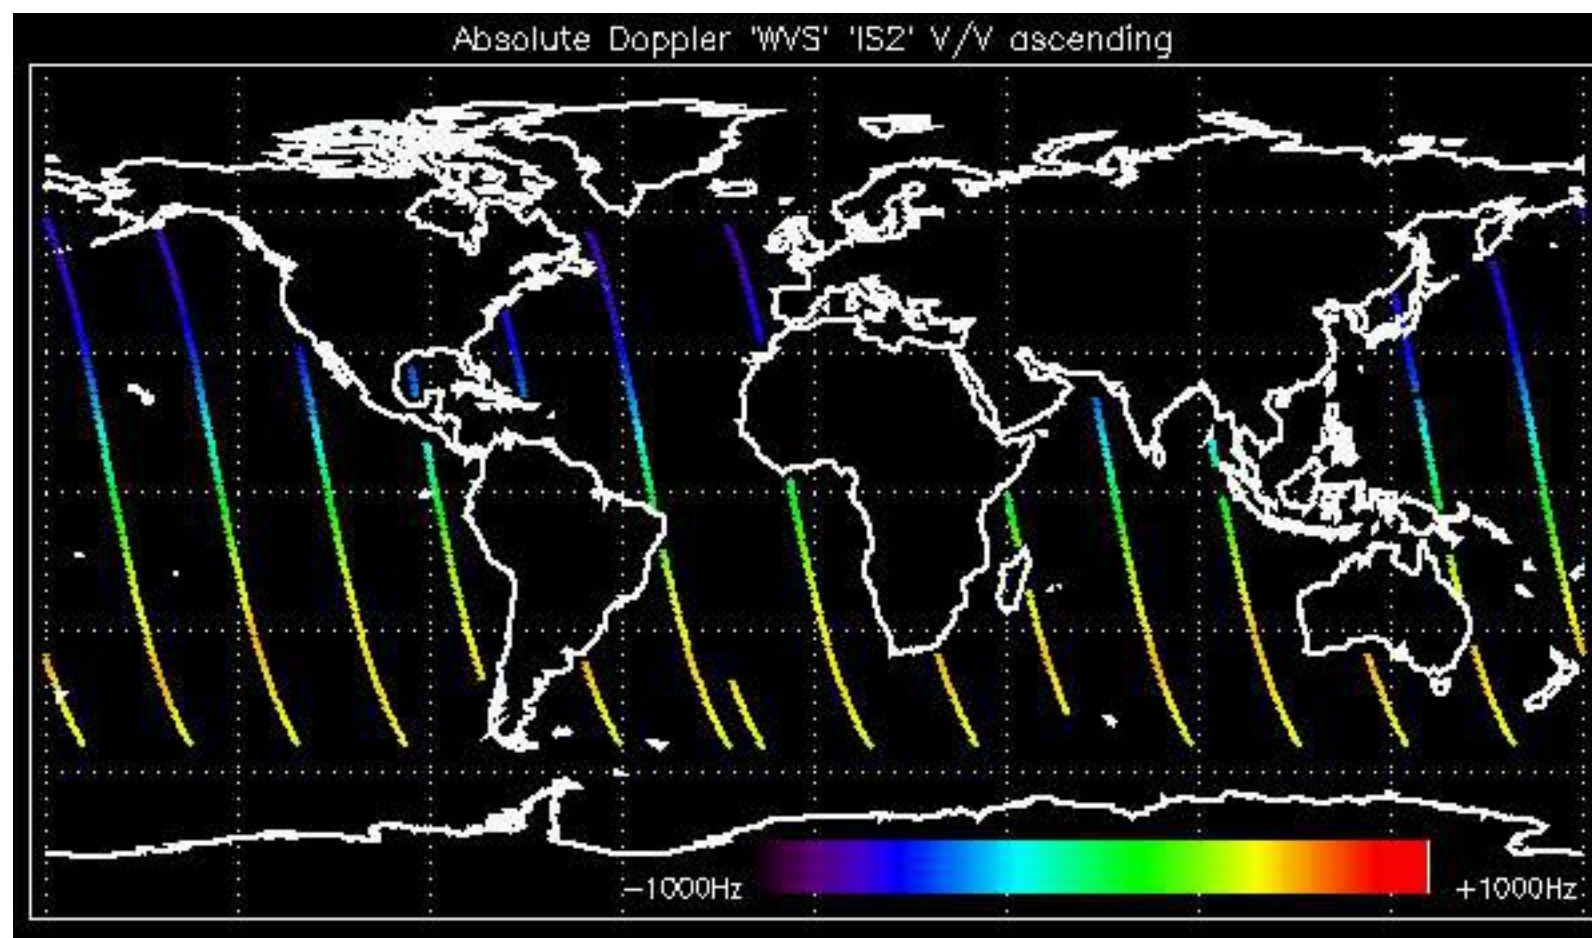 Absolute Doppler 'WVS' 'IS2' V/V ascending
-1000Hz
+1000Hz